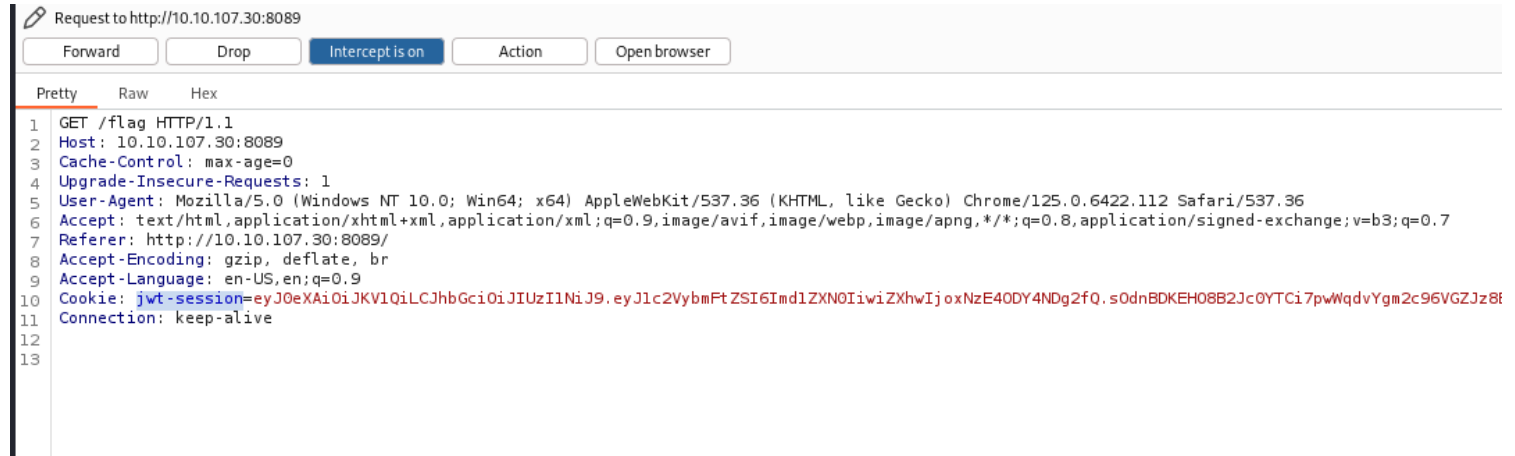 Request to http://10.10.107.30:8089
Forward Drop Intercept is on Action Open browser
Pretty Raw Hex
1 GET /flag HTTP/1.1
2 Host: 10.10.107.30:8089
3 Cache-Control: max-age=0
4 Upgrade-Insecure-Requests: 1
5 User-Agent: Mozilla/5.0 (Windows NT 10.0; Win64; x64) AppleWebKit/537.36 (KHTML, like Gecko) Chrome/125.0.6422.112 Safari/537.36
6 Accept: text/html,application/xhtml+xml,application/xml;q=0.9,image/avif,image/webp,image/apng,*/*;q=0.8,application/signed-exchange;v=b3;q=0.7
7 Referer: http://10.10.107.30:8089/
8 Accept-Encoding: gzip, deflate, br
9 Accept-Language: en-US,en;q=0.9
10 Cookie: jwt-session=eyJ0eXAiOiJKV1QiLCJhbGciOiJIUzI1NiJ9.eyJ1c2VybmFtZSI6Imd1ZXN0IiwiZXhwIjoxNzE4ODY4NDg2fQ.sOdnBDKEHO8B2Jc0YTCi7pwWqdvYgm2c96VGZJz8
11 Connection: keep-alive
12
13